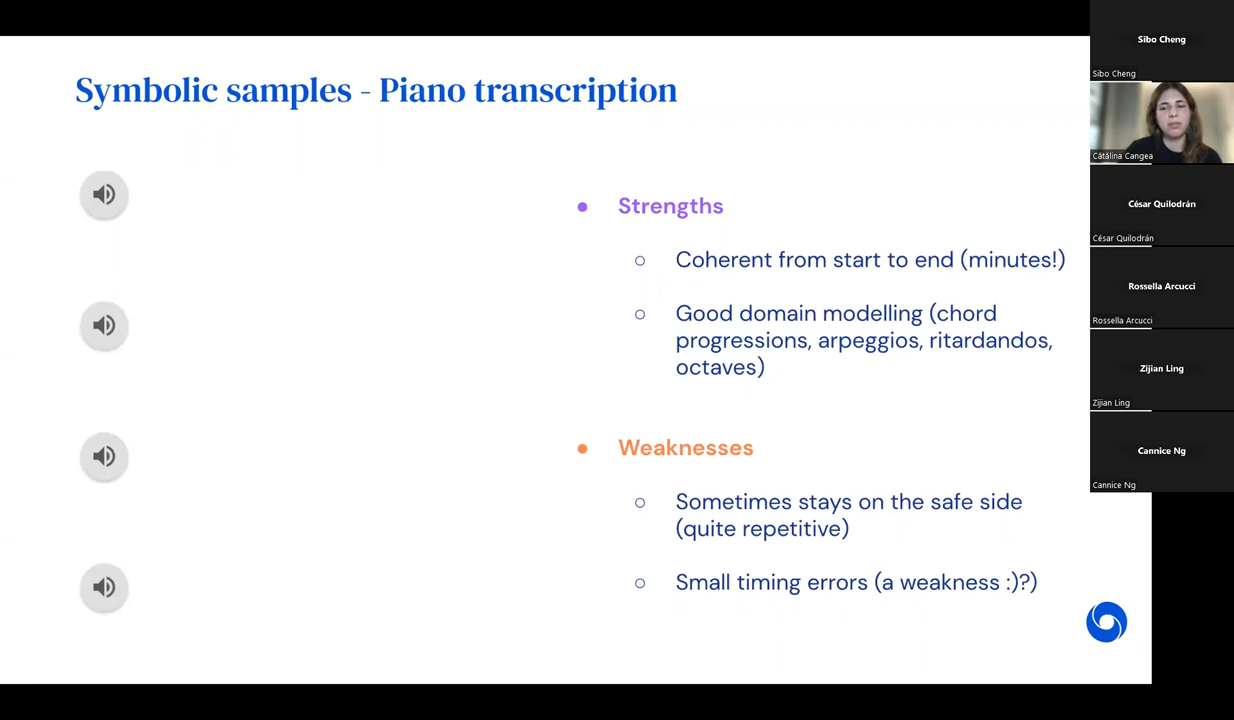 Symbolic samples - Piano transcription
Strengths
Coherent from start to end (minutes!)
Good domain modelling (chord
progressions, arpeggios, ritardandos,
octaves)
Weaknesses
Sometimes stays on the safe side
(quite repetitive)
Small timing errors (a weakness :)?)
Sibo Cheng
Sibo Cheng
Cătălina Cangea
César Quilodrán
César Quilodrán
Rossella Arcucci
Rossella Arcucci
Zijian Ling
Zijian Ling
Cannice Ng
Cannice Ng